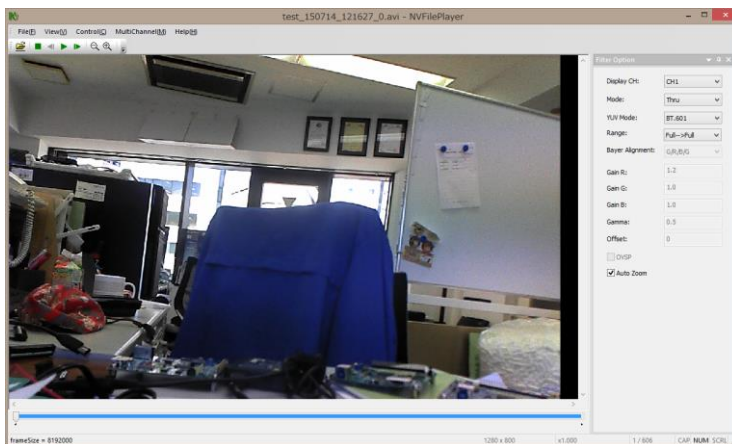 test_150714_121627_0.avi - NVFilePlayer
File(F) View(V) Control(C) MultiChannel(M) Help(H)
Filter Option
Display CH: CH1
Mode: Thru
YUV Mode: BT.601
Range: Full-->Full
Bayer Alignment: G/R/B/G
Gain R: 1.2
Gain G: 1.0
Gain B: 1.0
Gamma: 0.5
Offset: 0
OVSP
Auto Zoom
frameSize = 8192000
1280 x 800
x1.000
1 / 606
CAP NUM SCRL